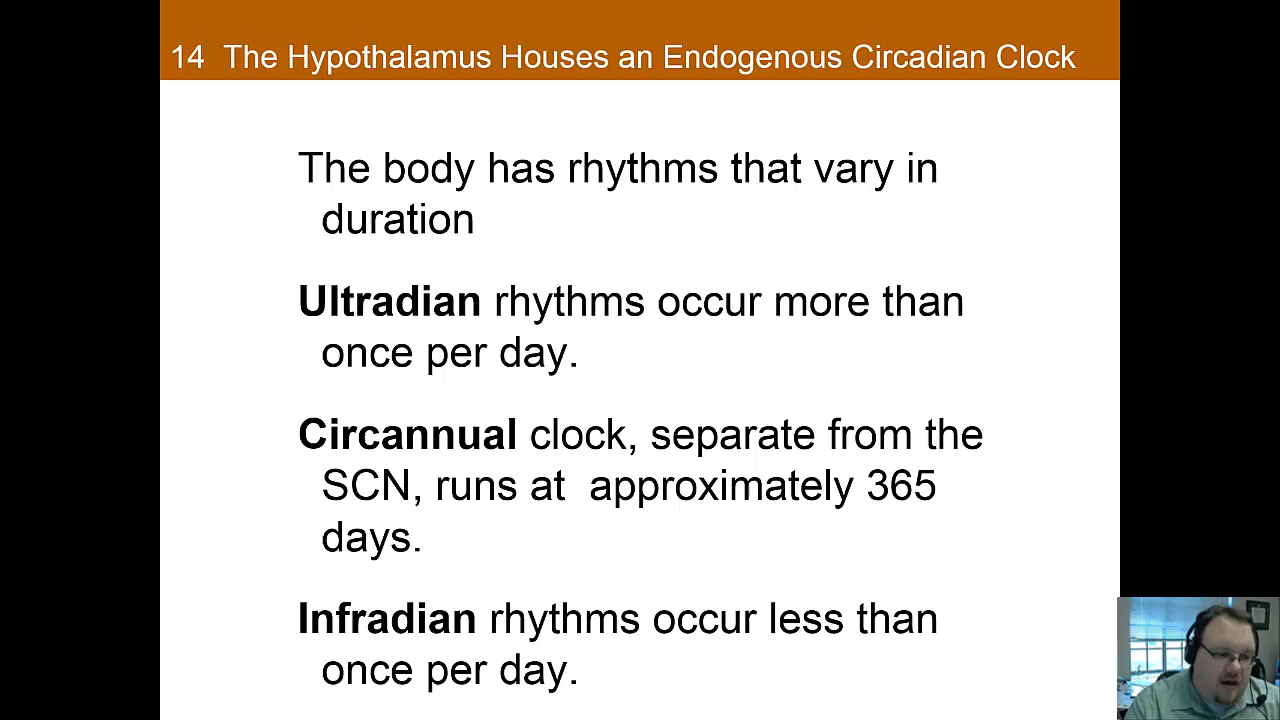 14 The Hypothalamus Houses an Endogenous Circadian Clock
The body has rhythms that vary in
duration
Ultradian rhythms occur more than
once per day.
Circannual clock, separate from the
SCN, runs at approximately 365
days.
Infradian rhythms occur less than
once per day.